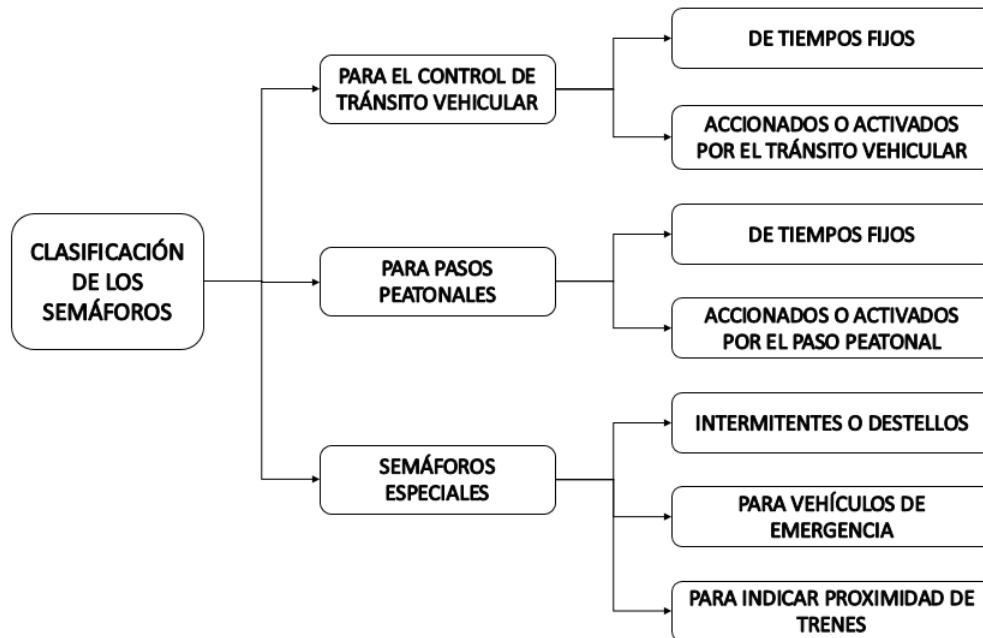 CLASIFICACIÓN
DE LOS
SEMÁFOROS
PARA EL CONTROL DE
TRÁNSITO VEHICULAR
DE TIEMPOS FIJOS
ACCIONADOS O ACTIVADOS
POR EL TRÁNSITO VEHICULAR
PARA PASOS
PEATONALES
DE TIEMPOS FIJOS
ACCIONADOS O ACTIVADOS
POR EL PASO PEATONAL
SEMÁFOROS
ESPECIALES
INTERMITENTES O DESTELLOS
PARA VEHÍCULOS DE
EMERGENCIA
PARA INDICAR PROXIMIDAD DE
TRENES